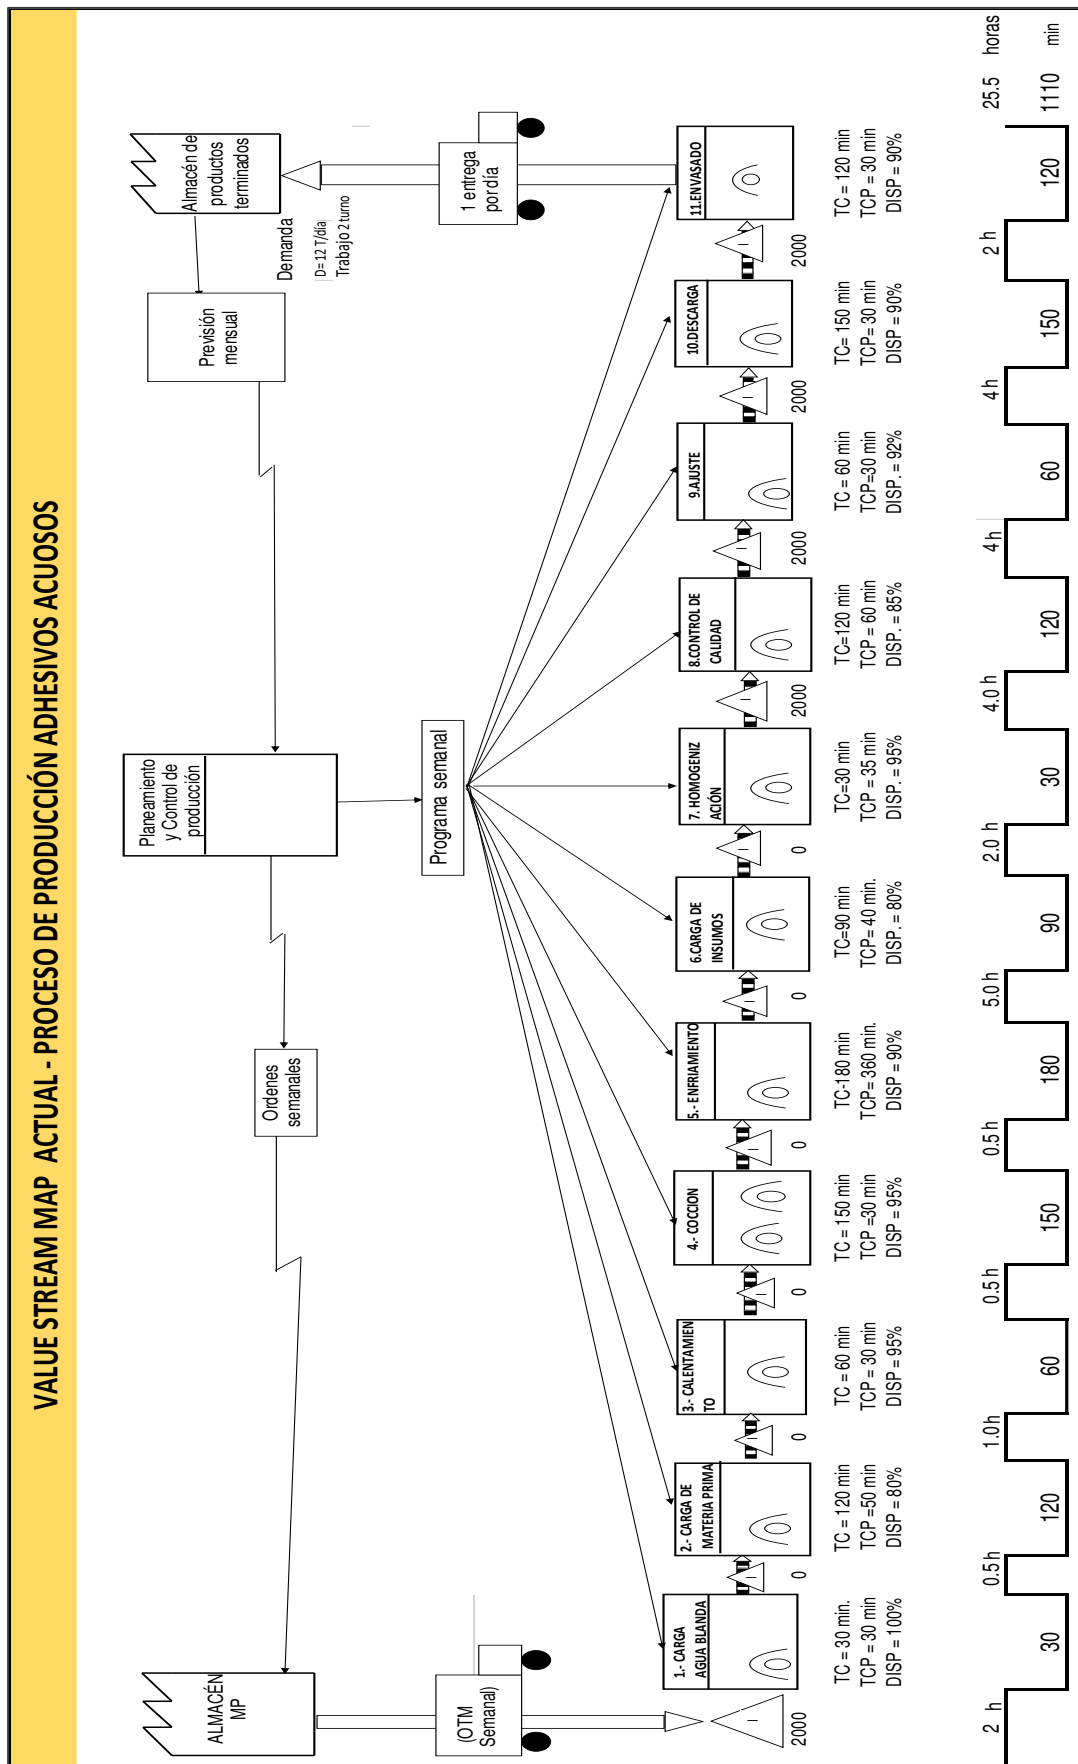 VALUE STREAM MAP ACTUAL - PROCESO DE PRODUCCIÓN ADHESIVOS ACUOSOS
ALMACÉN
MP
Ordenes
semanales
Planeamiento
y Control de
producción
Previsión
mensual
Almacén de
productos
terminados
Demanda
D= 12 T/día
Trabajo 2 turno
(OTM
Semanal)
Programa semanal
1 entrega
por día
2000
1.- CARGA
AGUA BLANDA
I
0
2.- CARGA DE
MATERIA PRIMA
I
0
3.- CALENTAMIEN
TO
I
0
4.- COCCION
I
0
5.- ENFRIAMIENTO
I
0
6.CARGA DE
INSUMOS
I
0
7. HOMOGENIZ
ACIÓN
I
2000
8.CONTROL DE
CALIDAD
I
2000
9.AJUSTE
I
2000
10.DESCARGA
I
2000
11.ENVASADO
I
TC = 30 min.
TCP = 30 min
DISP = 100%
TC = 120 min
TCP =50 min
DISP = 80%
TC = 60 min
TCP = 30 min
DISP = 95%
TC = 150 min
TCP =30 min
DISP = 95%
TC-180 min
TCP= 360 min.
DISP = 90%
TC=90 min
TCP= 40 min.
DISP. = 80%
TC=30 min
TCP = 35 min
DISP. = 95%
TC=120 min
TCP = 60 min
DISP. = 85%
TC = 60 min
TCP=30 min
DISP. = 92%
TC= 150 min
TCP= 30 min
DISP = 90%
TC = 120 min
TCP = 30 min
DISP= 90%
2 h
0.5 h
1.0h
0.5 h
0.5 h
5.0 h
2.0 h
4.0 h
4 h
4 h
2 h
25.5 horas
30
120
60
150
180
90
30
120
60
150
120
1110 min